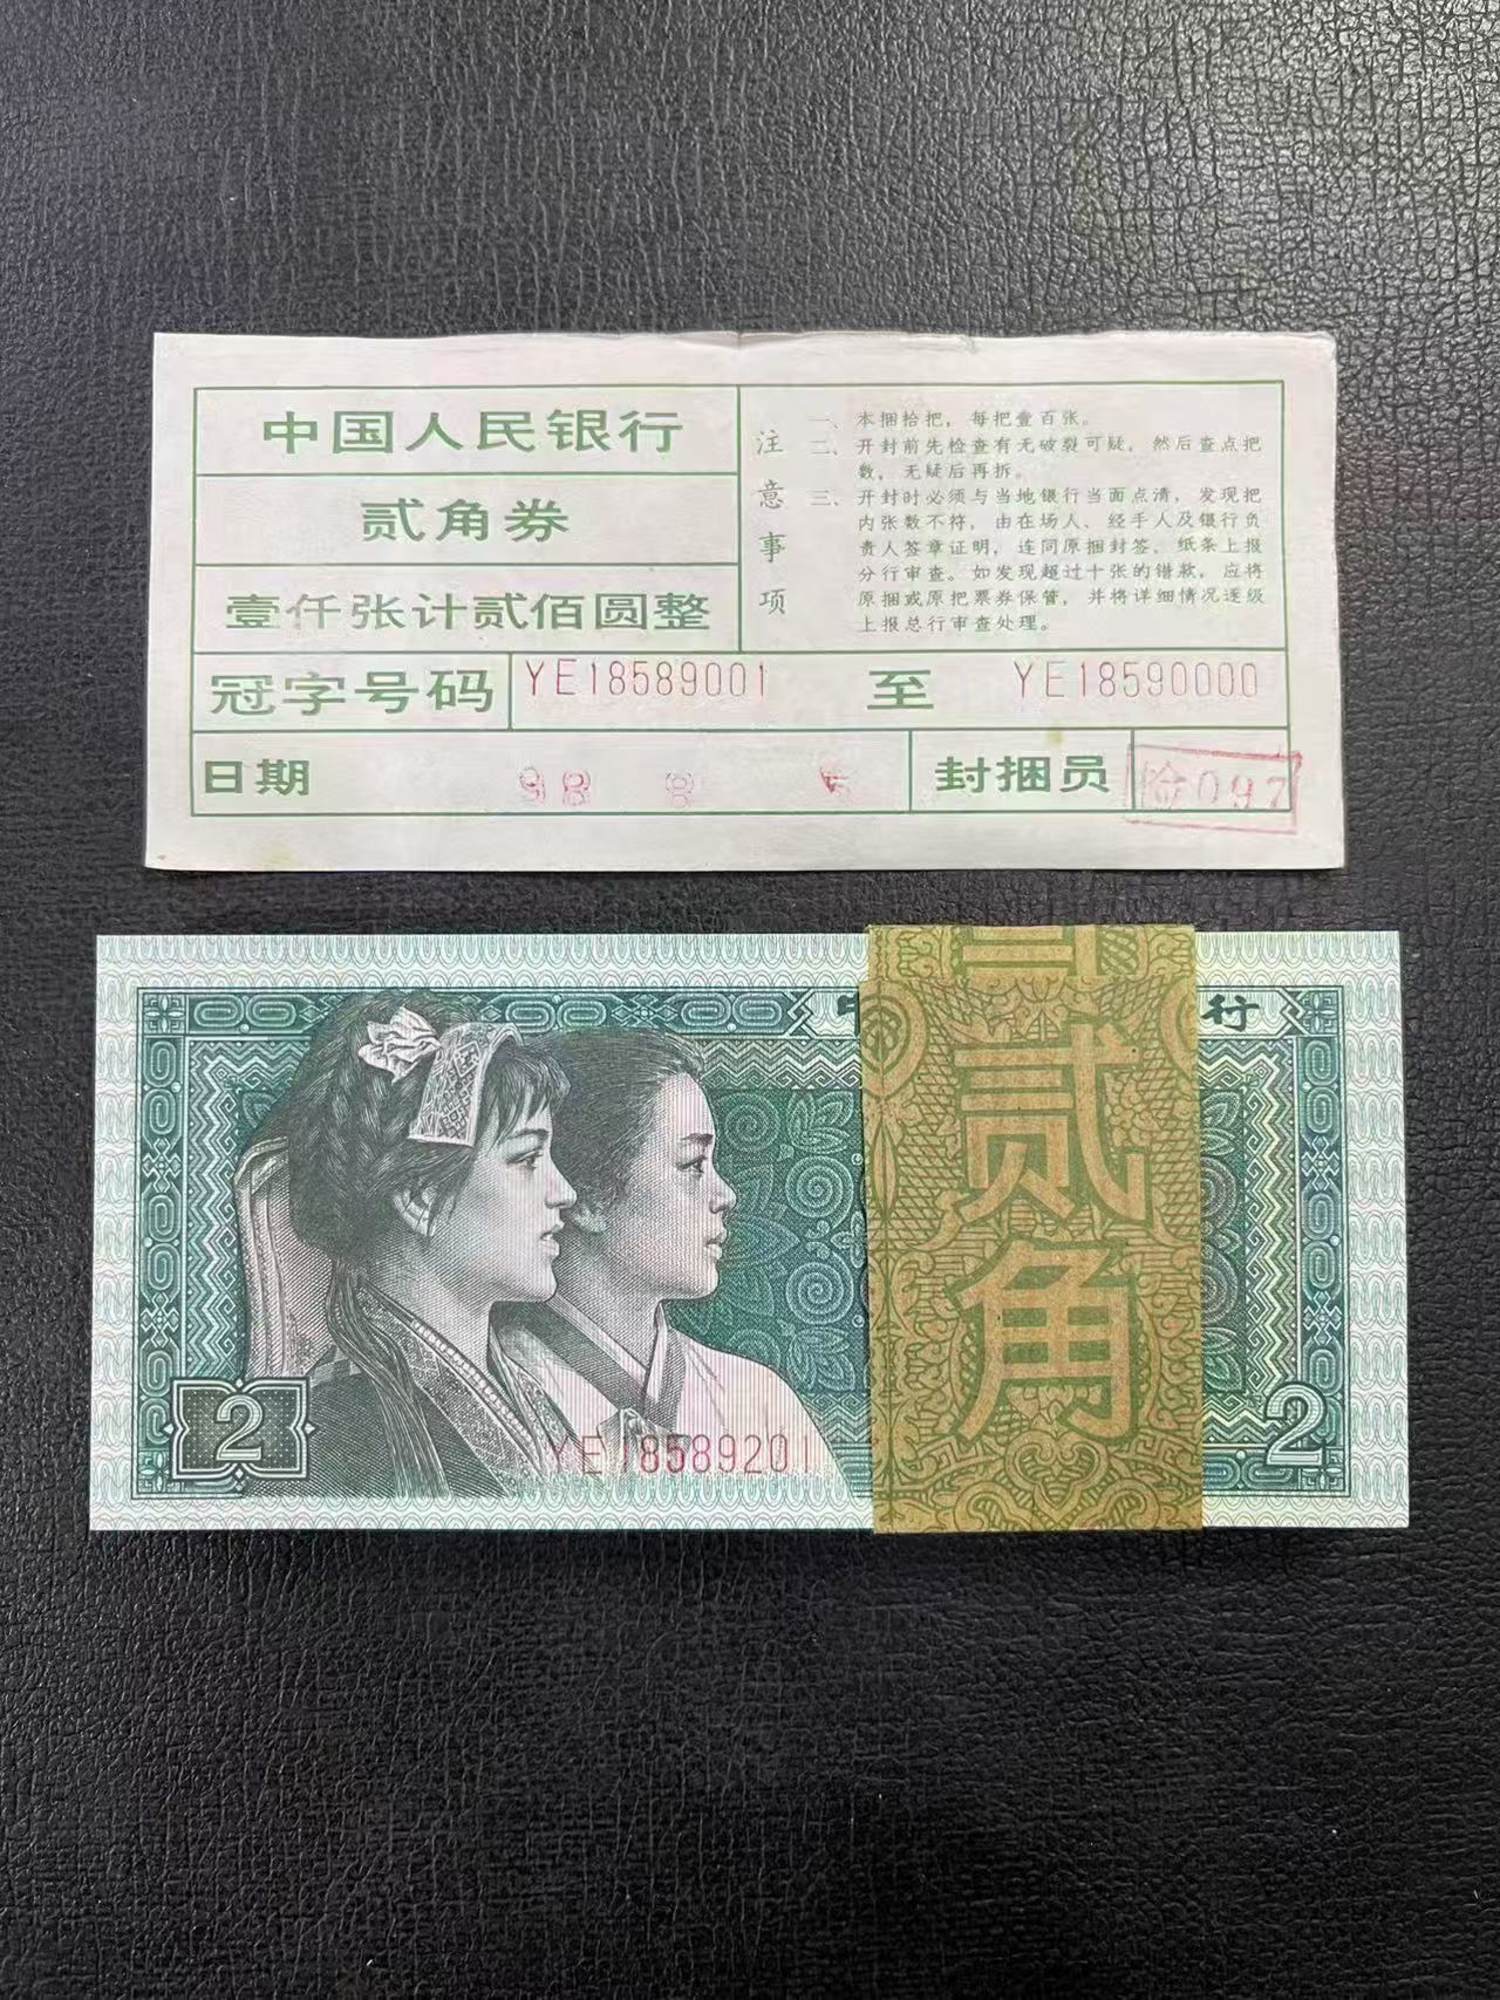 中国人民银行
贰角券
壹仟张计贰佰圆整
注意事项
一、本捆拾把，每把壹百张。
二、开封前先检查有无破裂可疑，然后查点把
数，无疑后再拆。
三、开封时必须与当地银行当面点清，发现把
内张数不符，由在场人、经手人及银行负
责人签章证明，连同原捆封签、纸条上报
分行审查。如发现超过十张的错款，应将
原捆或原把票券保管，并将详细情况逐级
上报总行审查处理。
冠字号码 YE18589001 至 YE18590000
日期 98 8
封捆员 097
行
贰角
2
YE18589201
2